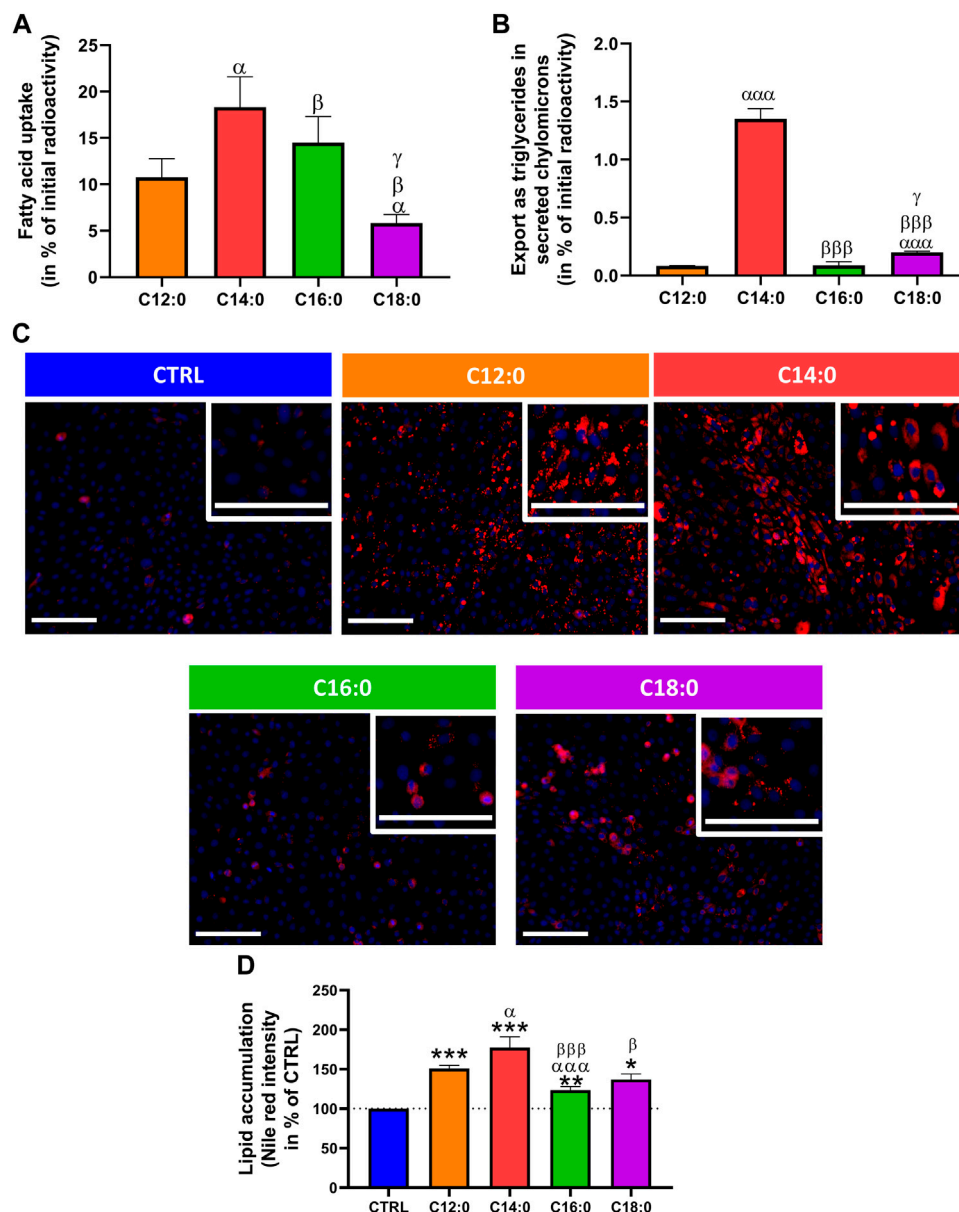 A
Fatty acid uptake
(in % of initial radioactivity)
25
20
15
10
5
0
α
β
γ
β
α
C12:0 C14:0 C16:0 C18:0
B
Export as triglycerides in
secreted chylomicrons
(in % of initial radioactivity)
2.0
1.5
1.0
0.5
0.0
ααα
βββ
γ
βββ
ααα
C12:0 C14:0 C16:0 C18:0
C
CTRL
C12:0
C14:0
C16:0
C18:0
D
Lipid accumulation
(Nile red intensity
in % of CTRL)
250
200
150
100
50
0
***
α
***
βββ
ααα
**
β
*
CTRL C12:0 C14:0 C16:0 C18:0